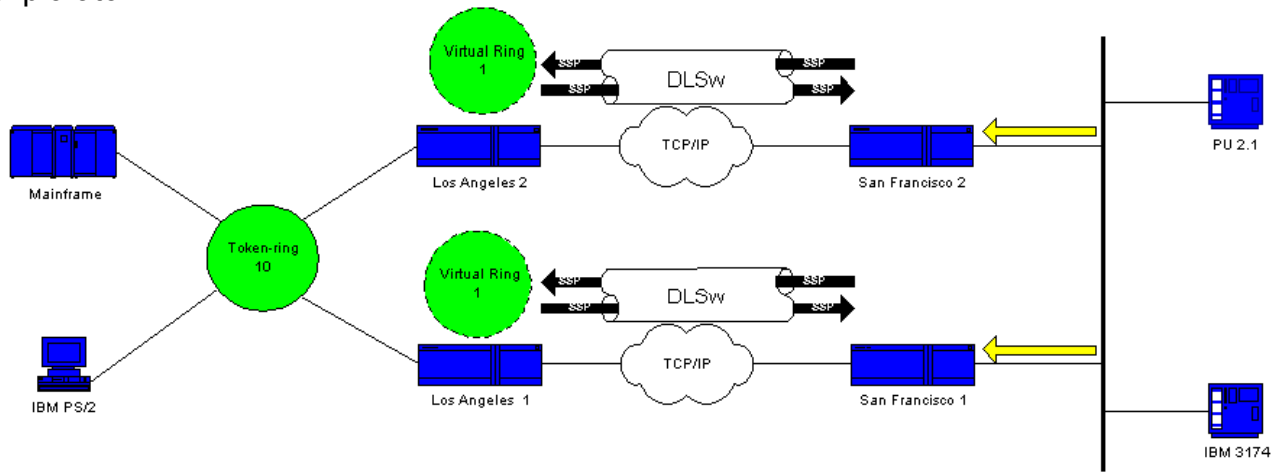 Virtual Ring
1
SSP
SSP
DLSw
SSP
SSP
Mainframe
Los Angeles 2
TCP/IP
San Francisco 2
PU 2.1
Token-ring
10
Virtual Ring
1
SSP
SSP
DLSw
SSP
SSP
IBM PS/2
Los Angeles 1
TCP/IP
San Francisco 1
IBM 3174